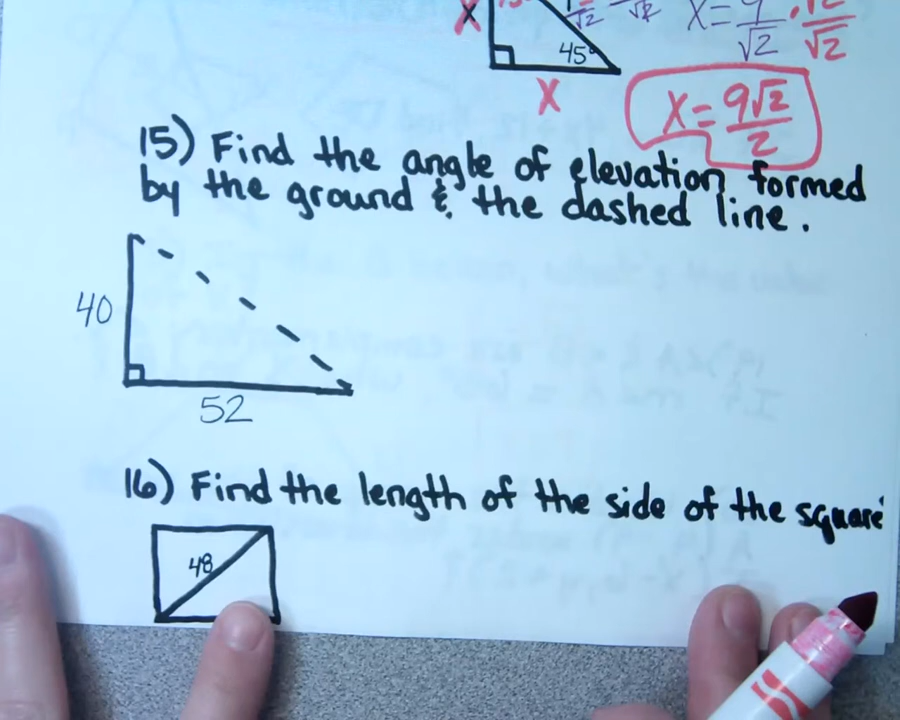 X
45°
X
X = 9√2 / 2
15) Find the angle of elevation formed
by the ground & the dashed line.
40
52
16) Find the length of the side of the square
48